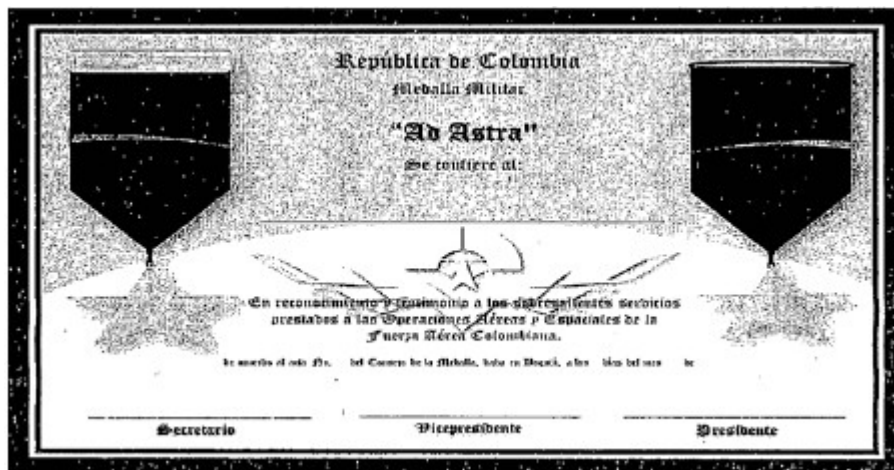 República de Colombia
Medalla Militar
"Ad Astra"
Se confiere al:
En reconocimiento y testimonio a los sobresalientes servicios
prestados a las Operaciones Aéreas y Espaciales de la
Fuerza Aérea Colombiana.
de acuerdo al acta No. del Consejo de la Medalla, dada en Bogotá, a los días del mes de
Secretario Vicepresidente Presidente